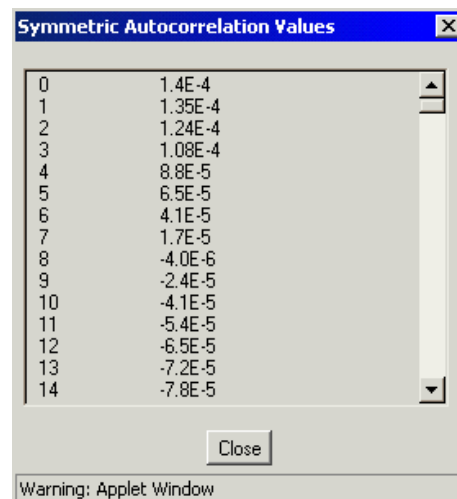 Symmetric Autocorrelation Values
0 1.4E-4
1 1.35E-4
2 1.24E-4
3 1.08E-4
4 8.8E-5
5 6.5E-5
6 4.1E-5
7 1.7E-5
8 -4.0E-6
9 -2.4E-5
10 -4.1E-5
11 -5.4E-5
12 -6.5E-5
13 -7.2E-5
14 -7.8E-5
Close
Warning: Applet Window